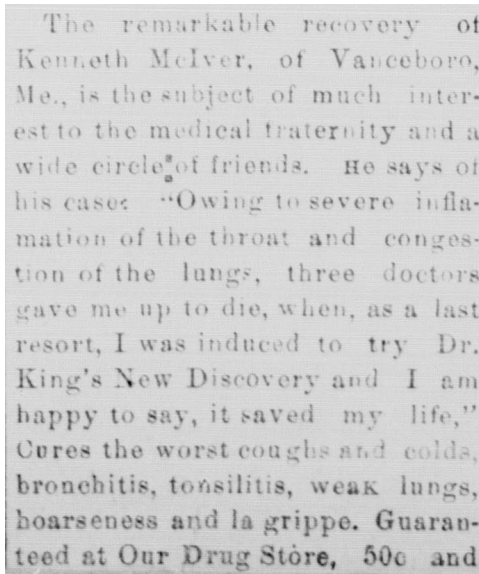 The remarkable recovery of
Kenneth McIver, of Vanceboro,
Me., is the subject of much inter-
est to the medical fraternity and a
wide circle of friends. He says of
his case: "Owing to severe infla-
mation of the throat and conges-
tion of the lungs, three doctors
gave me up to die, when, as a last
resort, I was induced to try Dr.
King's New Discovery and I am
happy to say, it saved my life,"
Cures the worst coughs and colds,
bronchitis, tonsilitis, weak lungs,
hoarseness and la grippe. Guaran-
teed at Our Drug Store, 50c and